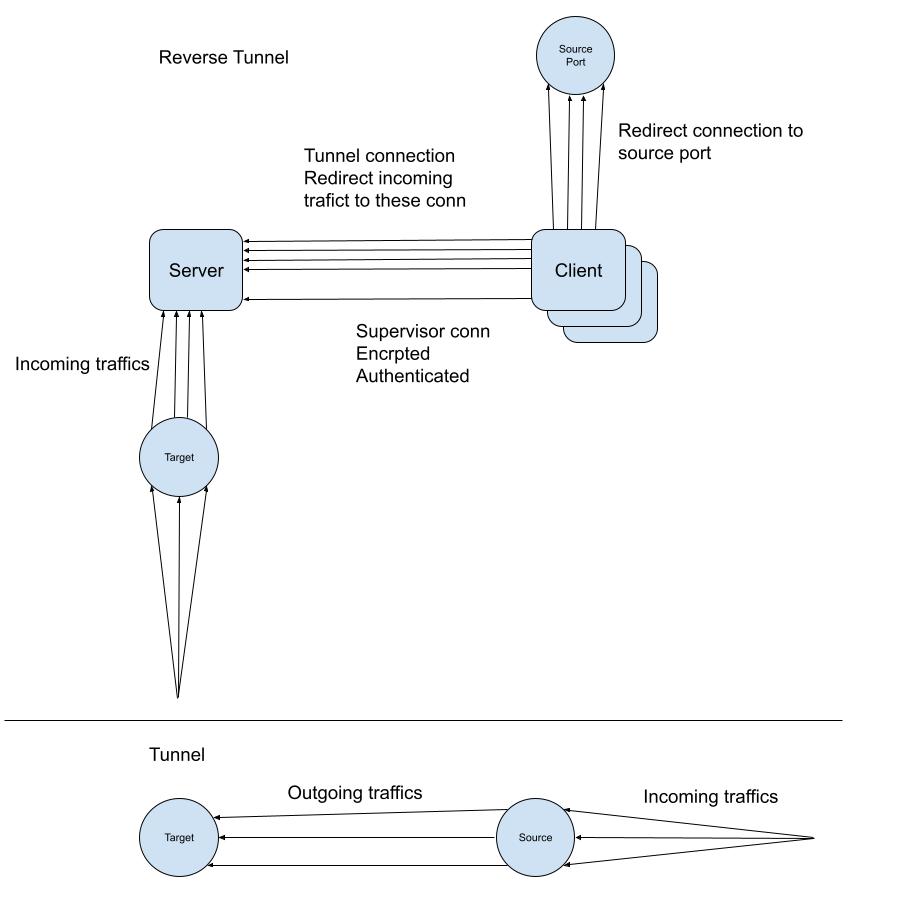 Reverse Tunnel
Source
Port
Redirect connection to
source port
Tunnel connection
Redirect incoming
trafict to these conn
Server
Client
Supervisor conn
Encrpted
Authenticated
Incoming traffics
Target
Tunnel
Outgoing traffics
Incoming traffics
Target
Source